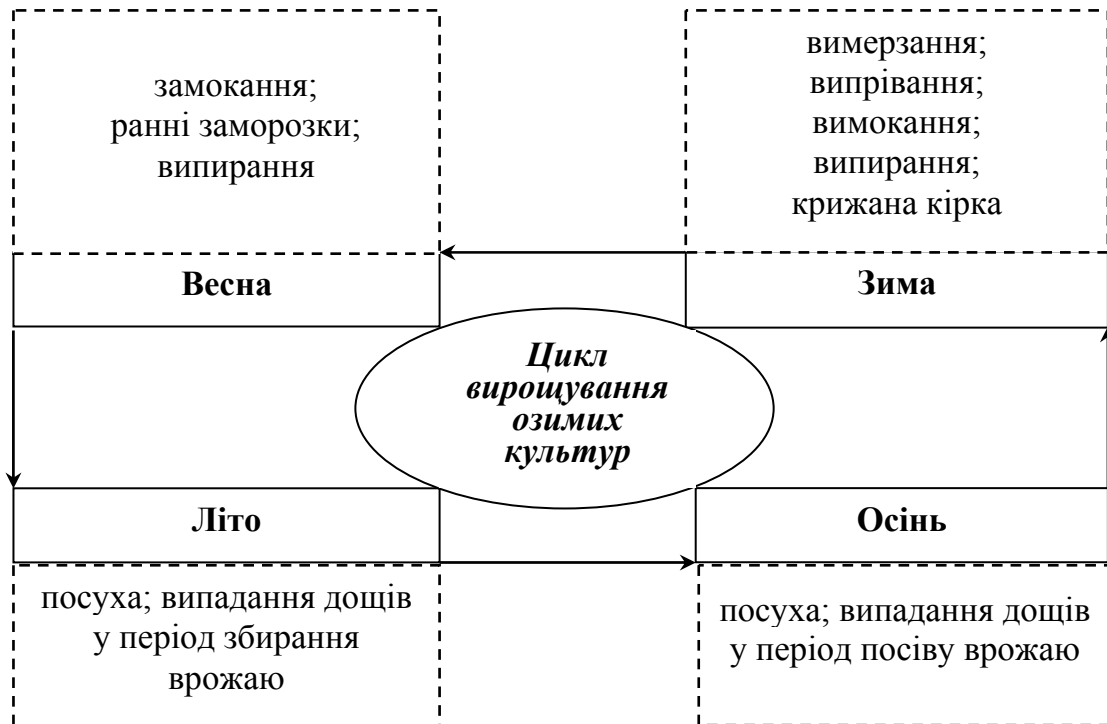 замокання;
ранні заморозки;
випирання
вимерзання;
випрівання;
вимокання;
випирання;
крижана кірка
Весна
Зима
Цикл
вирощування
озимих
культур
Літо
Осінь
посуха; випадання дощів
у період збирання
врожаю
посуха; випадання дощів
у період посіву врожаю